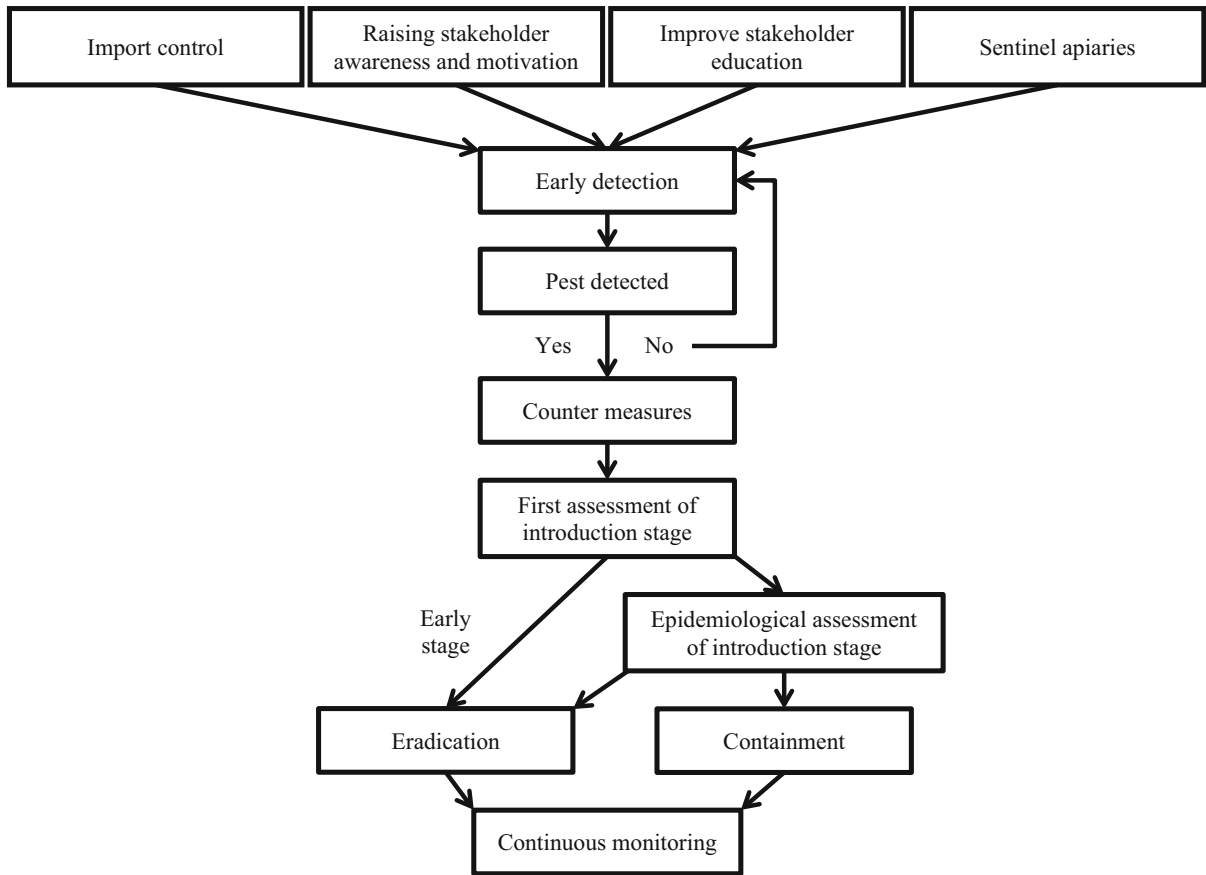 Import control
Raising stakeholder
awareness and motivation
Improve stakeholder
education
Sentinel apiaries
Early detection
Pest detected
Yes
No
Counter measures
First assessment of
introduction stage
Early
stage
Epidemiological assessment
of introduction stage
Eradication
Containment
Continuous monitoring